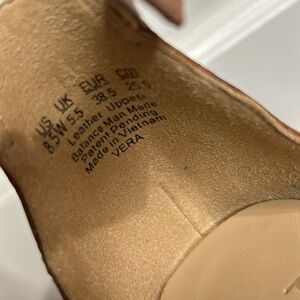 US UK EUR cm
8.5W 5.5 38.5 25.5
Leather Upper
Balance Man Made
Patent Pending
Made in Vietnam
VERA